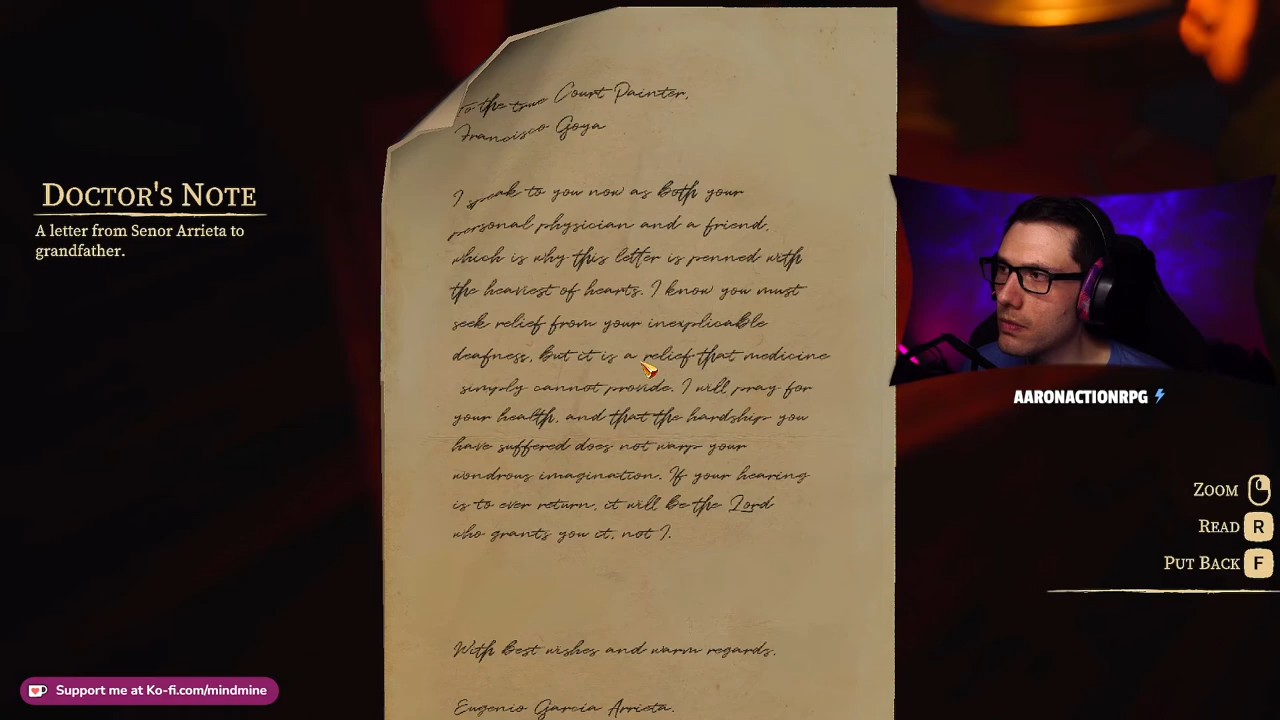 To the true Court Painter,
Francisco Goya
I speak to you now as both your
personal physician and a friend,
which is why this letter is penned with
the heaviest of hearts. I know you must
seek relief from your inexplicable
deafness, but it is a relief that medicine
simply cannot provide. I will pray for
your health, and that the hardship you
have suffered does not warp your
wondrous imagination. If your hearing
is to ever return, it will be the Lord
who grants you it, not I.
With best wishes and warm regards,
Eugenio Garcia Arrieta.
Doctor's Note
A letter from Senor Arrieta to
grandfather.
AARONACTIONRPG
Zoom
Read R
Put Back F
Support me at Ko-fi.com/mindmine